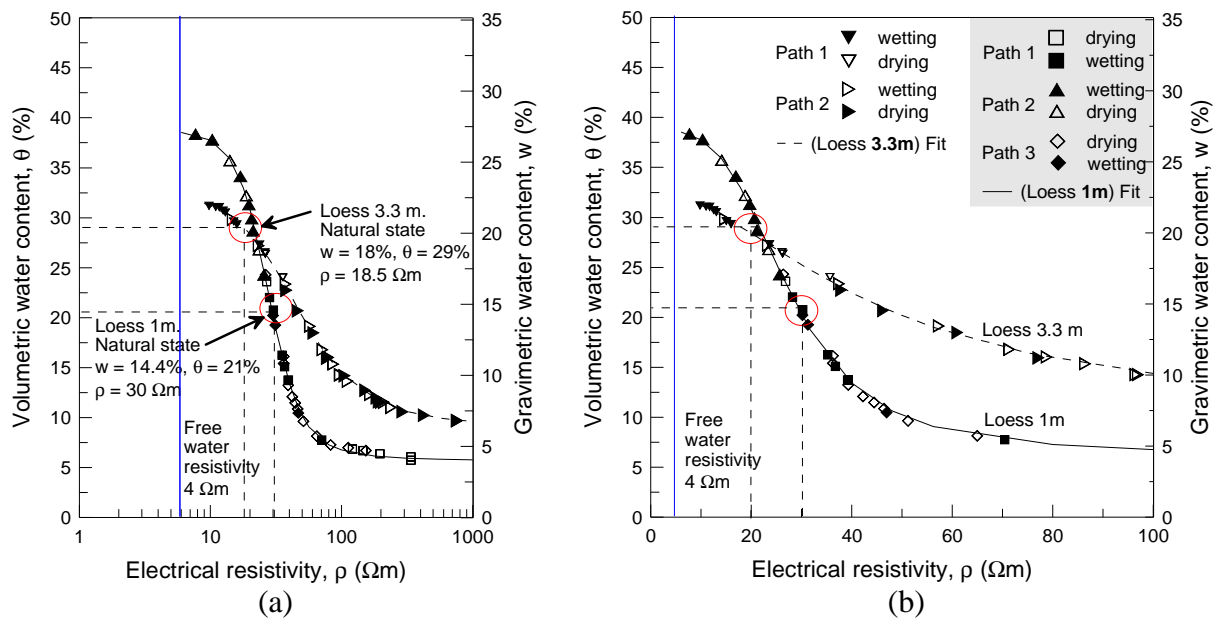 50
45
40
35
30
25
20
15
10
5
0
Volumetric water content, θ (%)
35
30
25
20
15
10
5
0
Gravimetric water content, w (%)
Loess 3.3 m.
Natural state
w = 18%, θ = 29%
ρ = 18.5 Ωm
Loess 1m.
Natural state
w = 14.4%, θ = 21%
ρ = 30 Ωm
Free
water
resistivity
4 Ωm
1 10 100 1000
Electrical resistivity, ρ (Ωm)
(a)
50
45
40
35
30
25
20
15
10
5
0
Volumetric water content, θ (%)
35
30
25
20
15
10
5
0
Gravimetric water content, w (%)
Path 1
wetting
drying
Path 2
wetting
drying
(Loess 3.3m) Fit
Path 1
drying
wetting
Path 2
wetting
drying
Path 3
drying
wetting
(Loess 1m) Fit
Loess 3.3 m
Loess 1m
Free
water
resistivity
4 Ωm
0 20 40 60 80 100
Electrical resistivity, ρ (Ωm)
(b)